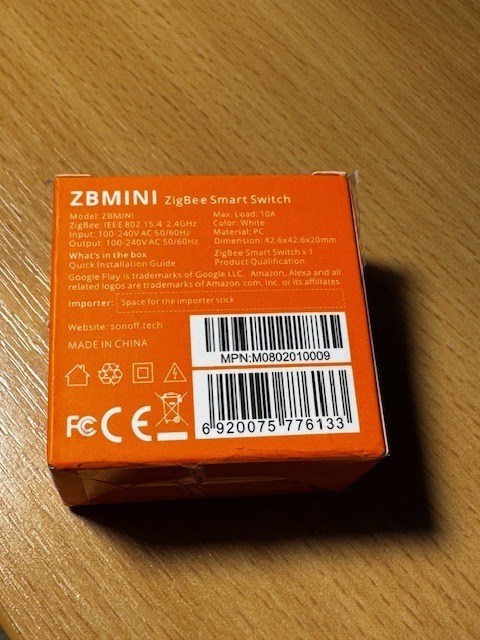 ZBMINI ZigBee Smart Switch
Model: ZBMINI
ZigBee: IEEE 802.15.4 2.4GHz
Input: 100-240V AC 50/60Hz
Output: 100-240V AC 50/60Hz
Max. Load: 10A
Color: White
Material: PC
Dimension: 42.6x42.6x20mm
What's in the box
Quick Installation Guide
ZigBee Smart Switch x 1
Product Qualification
Google Play is trademarks of Google LLC. Amazon, Alexa and all
related logos are trademarks of Amazon.com, Inc. or its affiliates.
Importer: Space for the importer stick
Website: sonoff.tech
MADE IN CHINA
MPN:M0802010009
FC CE
6 920075 776133